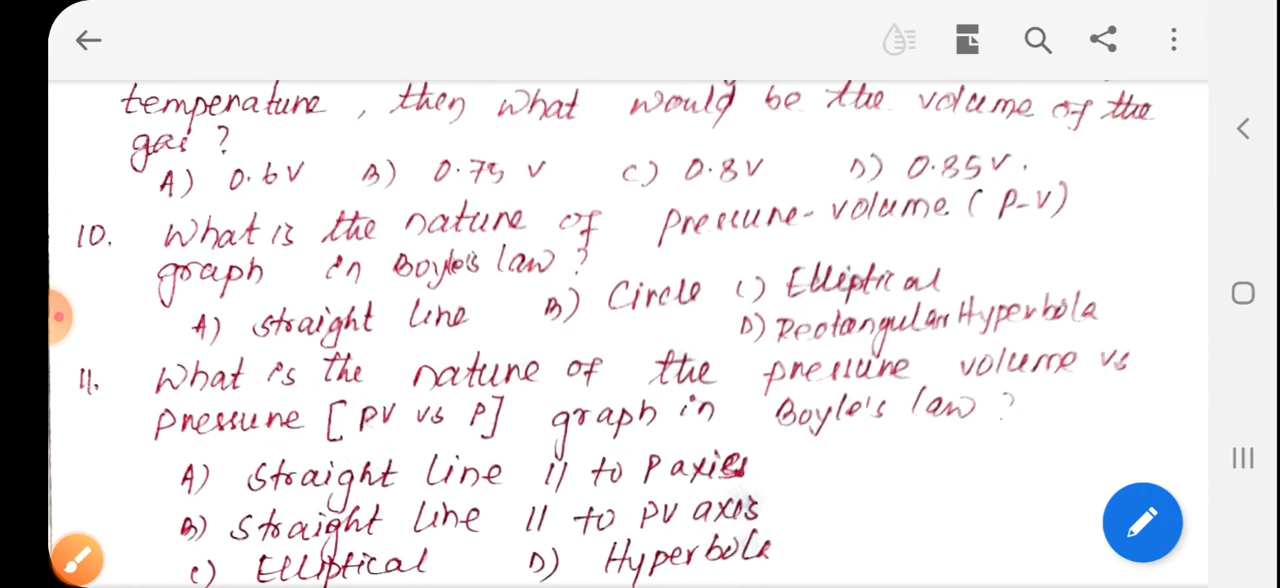 temperature, then what would be the volume of the
gas?
A) 0.6V B) 0.75 V C) 0.8V D) 0.85V.
10. What is the nature of pressure-volume (P-V)
graph in Boyle's law?
A) straight line B) Circle C) Elliptical
D) Rectangular Hyperbola
11. What is the nature of the pressure volume vs
pressure [PV vs P] graph in Boyle's law?
A) Straight line || to P axies
B) Straight line || to PV axis
C) Elliptical D) Hyperbola